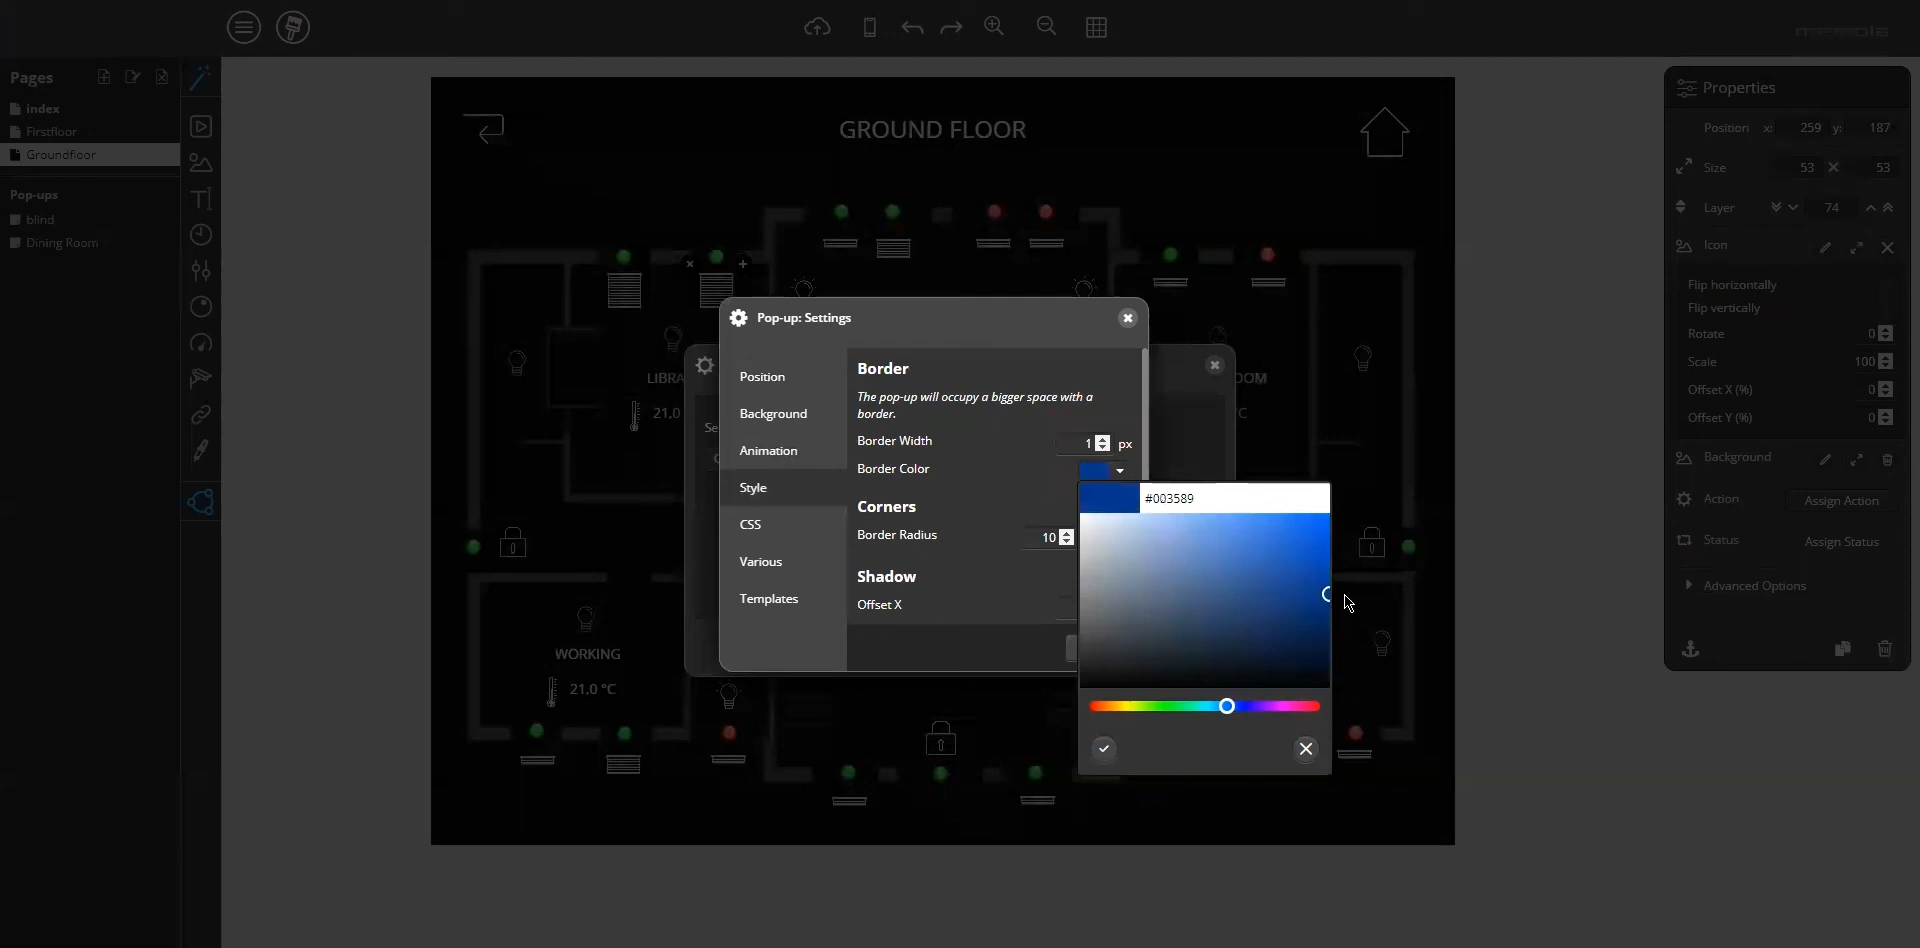 Pages
index
Firstfloor
Groundfloor
Pop-ups
blind
Dining Room
GROUND FLOOR
21,0
WORKING
21,0 °C
Pop-up: Settings
Position
Background
Animation
Style
CSS
Various
Templates
Border
The pop-up will occupy a bigger space with a
border.
Border Width 1 px
Border Color
Corners
Border Radius 10
Shadow
Offset X
#003589
Properties
Position x: 259 y: 187
Size 53 X 53
Layer 74
Icon
Flip horizontally
Flip vertically
Rotate 0
Scale 100
Offset X (%) 0
Offset Y (%) 0
Background
Action Assign Action
Status Assign Status
Advanced Options